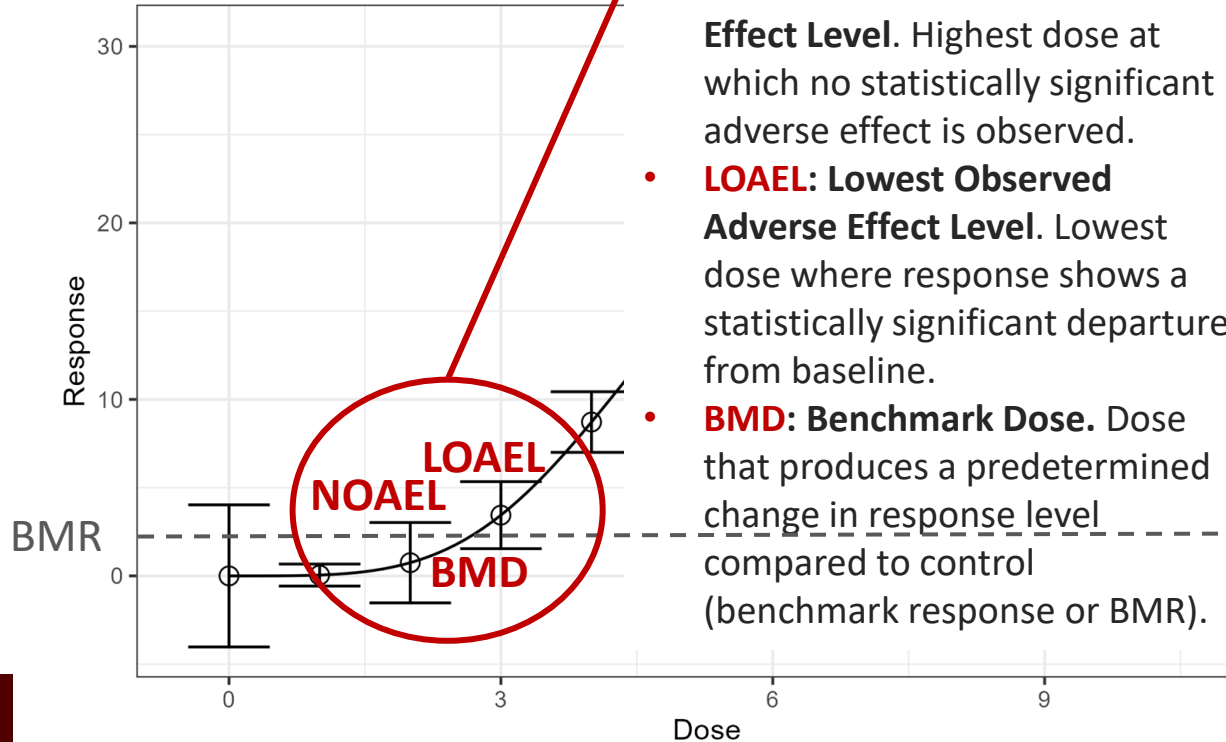 Effect Level. Highest dose at
which no statistically significant
adverse effect is observed.
• LOAEL: Lowest Observed
Adverse Effect Level. Lowest
dose where response shows a
statistically significant departure
from baseline.
• BMD: Benchmark Dose. Dose
that produces a predetermined
change in response level
compared to control
(benchmark response or BMR).
30
20
10
0
Response
BMR
LOAEL
NOAEL
BMD
0
3
6
9
Dose